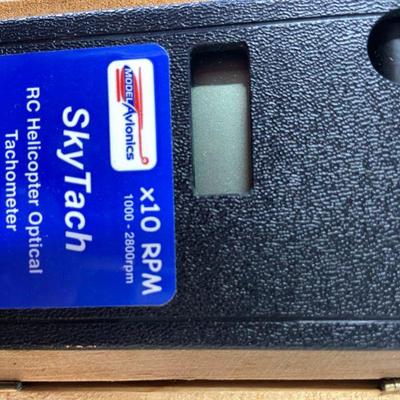 MODEL
Avionics
x10 RPM
1000 - 2800rpm
SkyTach
RC Helicopter Optical
Tachometer